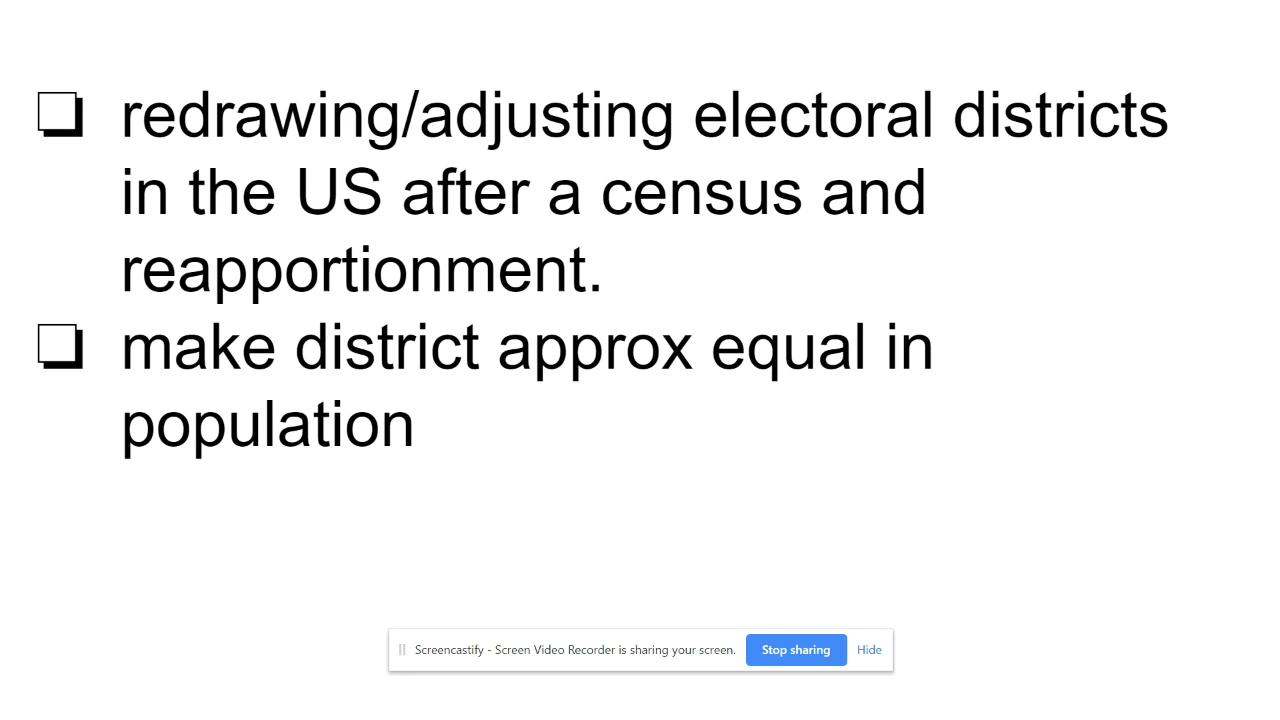 redrawing/adjusting electoral districts
in the US after a census and
reapportionment.
make district approx equal in
population
Screencastify - Screen Video Recorder is sharing your screen. Stop sharing Hide